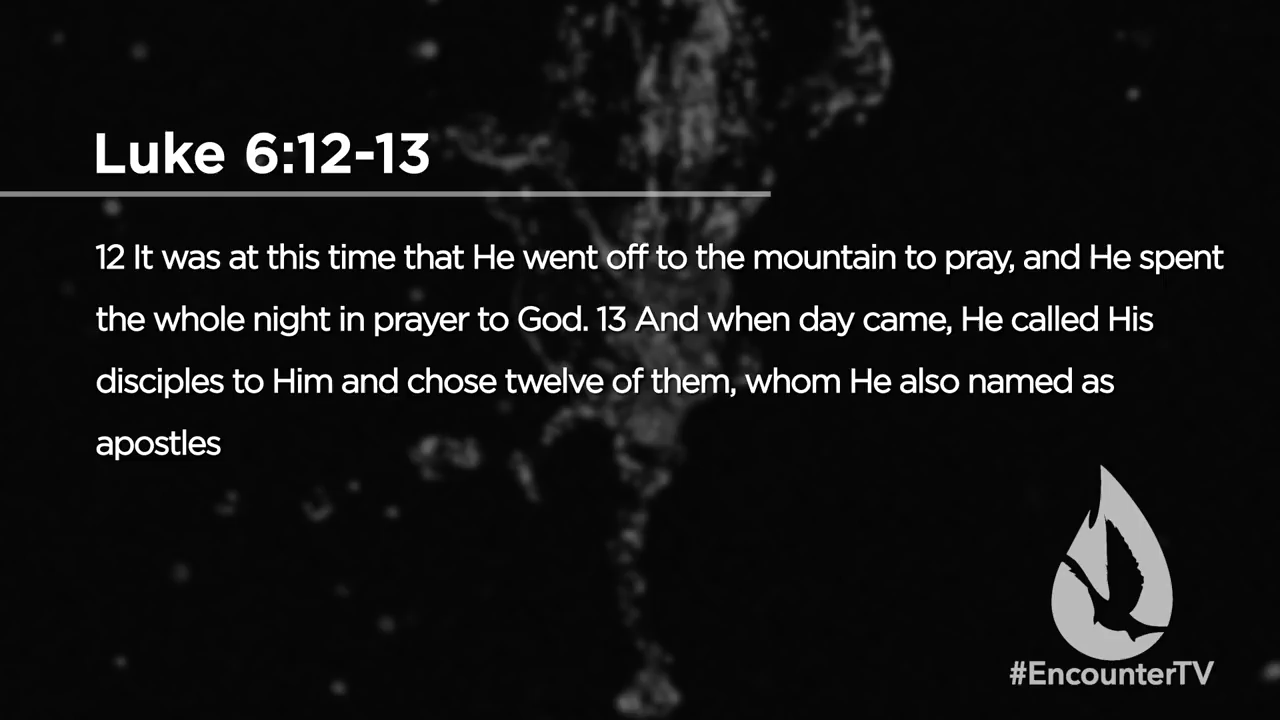 Luke 6:12-13
12 It was at this time that He went off to the mountain to pray, and He spent
the whole night in prayer to God. 13 And when day came, He called His
disciples to Him and chose twelve of them, whom He also named as
apostles
#EncounterTV